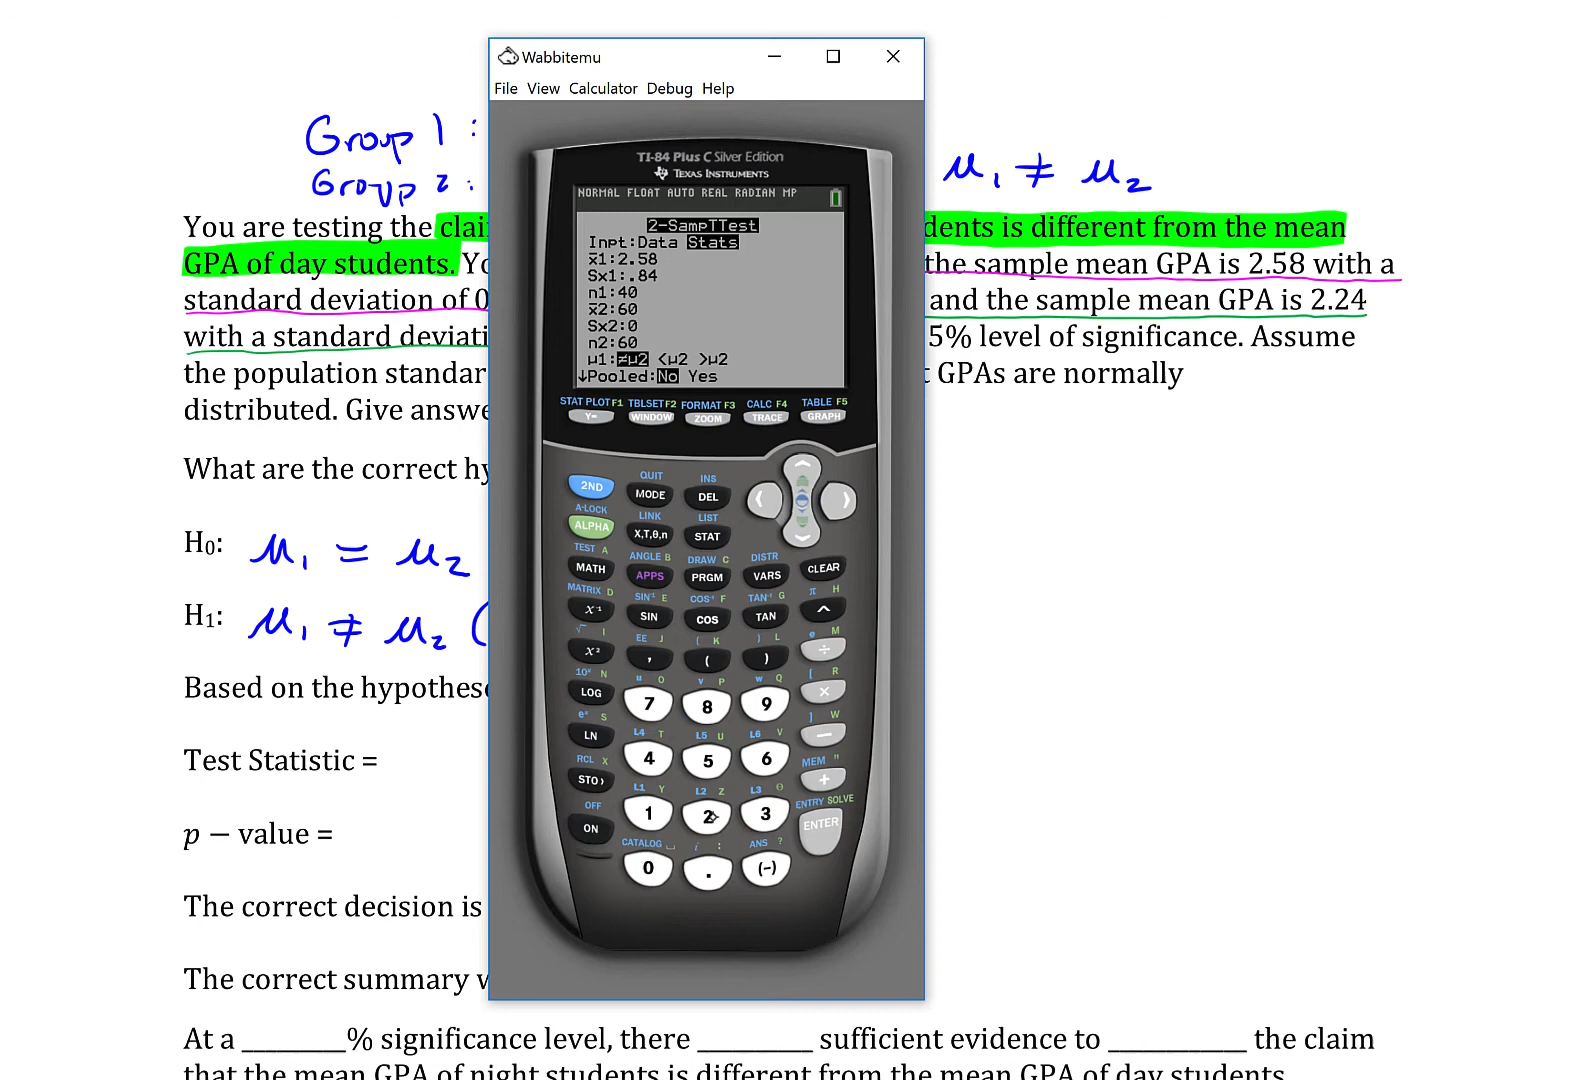 Wabbitemu
File View Calculator Debug Help
Group 1 :
Group 2 :
μ1 ≠ μ2
You are testing the clai dents is different from the mean
GPA of day students. Yo the sample mean GPA is 2.58 with a
standard deviation of 0 and the sample mean GPA is 2.24
with a standard deviati 5% level of significance. Assume
the population standar t GPAs are normally
distributed. Give answe
What are the correct hy
H0: μ1 = μ2
H1: μ1 ≠ μ2 (
Based on the hypothese
Test Statistic =
p − value =
The correct decision is
The correct summary v
At a ________% significance level, there _________ sufficient evidence to ___________ the claim
that the mean GPA of night students is different from the mean GPA of day students
TI-84 Plus C Silver Edition
TEXAS INSTRUMENTS
NORMAL FLOAT AUTO REAL RADIAN MP
2-SampTTest
Inpt:Data Stats
x̄1:2.58
Sx1:.84
n1:40
x̄2:60
Sx2:0
n2:60
μ1:≠μ2 <μ2 >μ2
↓Pooled:No Yes
STAT PLOT F1 TBLSET F2 FORMAT F3 CALC F4 TABLE F5
Y= WINDOW ZOOM TRACE GRAPH
QUIT INS
2ND MODE DEL
A-LOCK LINK LIST
ALPHA X,T,θ,n STAT
TEST A ANGLE B DRAW C DISTR
MATH APPS PRGM VARS CLEAR
MATRIX D SIN⁻¹ E COS⁻¹ F TAN⁻¹ G π H
X⁻¹ SIN COS TAN ^
√ I EE J { K } L e M
X² , ( ) ÷
10ˣ N u O v P w Q [ R
LOG 7 8 9 ×
eˣ S L4 T L5 U L6 V ] W
LN 4 5 6 −
RCL X L1 Y L2 Z L3 θ MEM "
STO› 1 2 3 +
OFF CATALOG ⎵ i : ANS ? ENTRY SOLVE
ON 0 . (-) ENTER